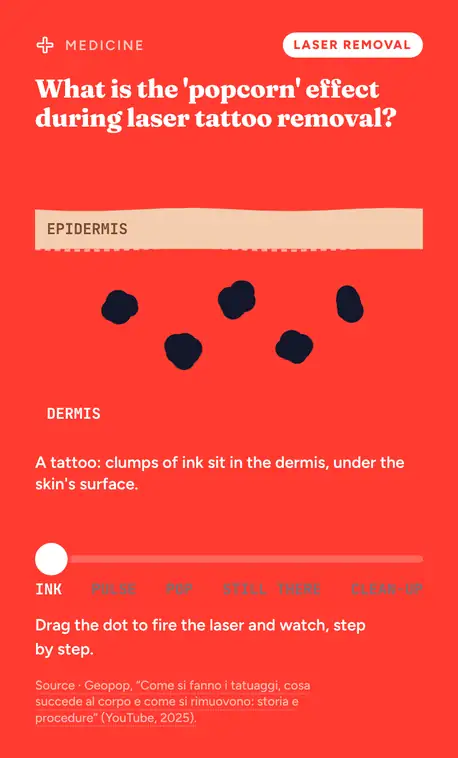 MEDICINE
LASER REMOVAL
What is the 'popcorn' effect
during laser tattoo removal?
EPIDERMIS
DERMIS
A tattoo: clumps of ink sit in the dermis, under the
skin's surface.
INK PULSE POP STILL THERE CLEAN-UP
Drag the dot to fire the laser and watch, step
by step.
Source · Geopop, “Come si fanno i tatuaggi, cosa
succede al corpo e come si rimuovono: storia e
procedure” (YouTube, 2025).